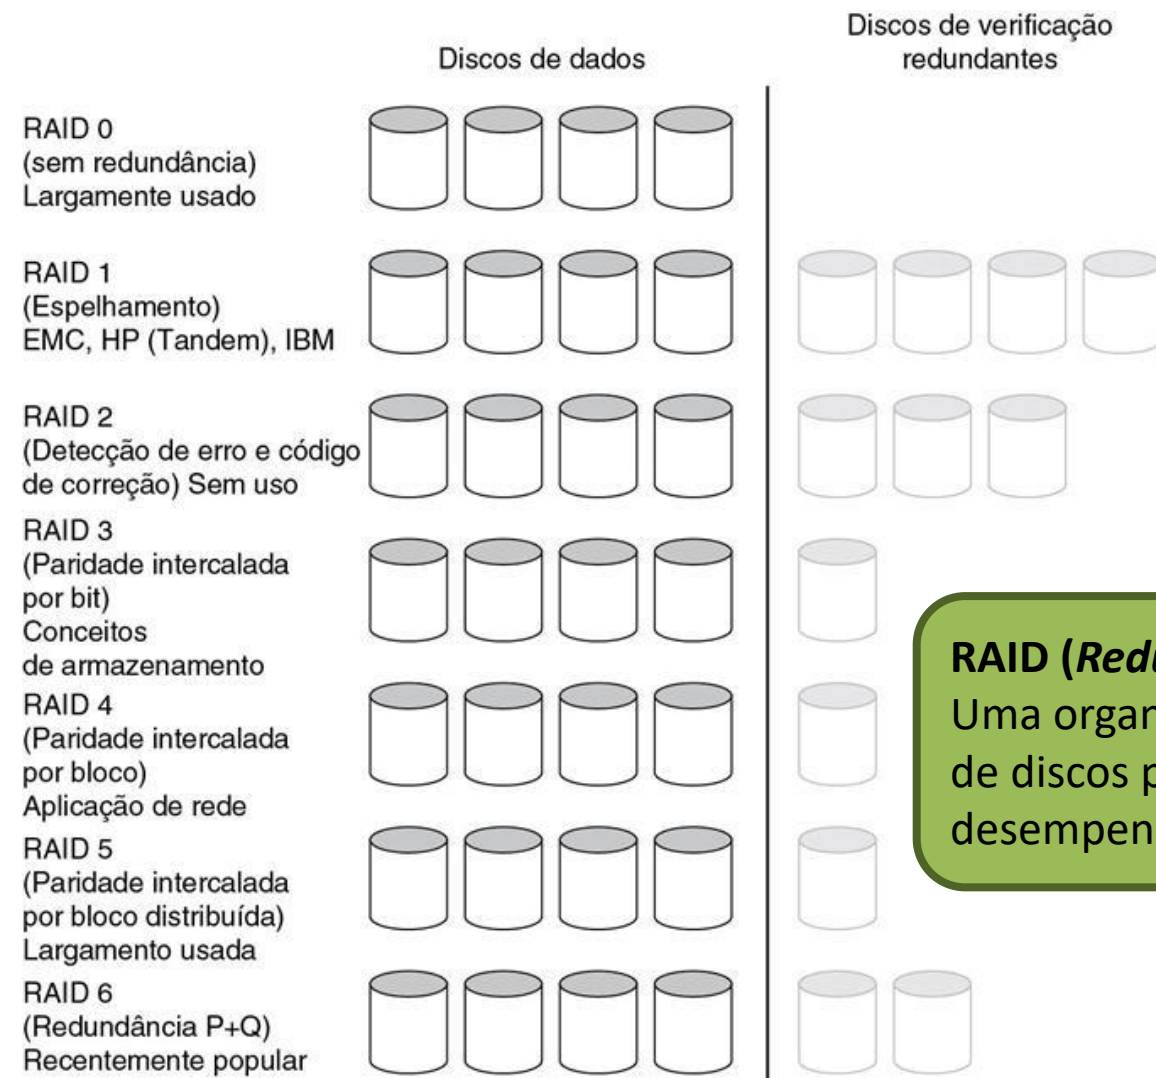 Discos de dados
Discos de verificação
redundantes
RAID 0
(sem redundância)
Largamente usado
RAID 1
(Espelhamento)
EMC, HP (Tandem), IBM
RAID 2
(Detecção de erro e código
de correção) Sem uso
RAID 3
(Paridade intercalada
por bit)
Conceitos
de armazenamento
RAID 4
(Paridade intercalada
por bloco)
Aplicação de rede
RAID 5
(Paridade intercalada
por bloco distribuída)
Largamento usada
RAID 6
(Redundância P+Q)
Recentemente popular
RAID (
Uma
de discos